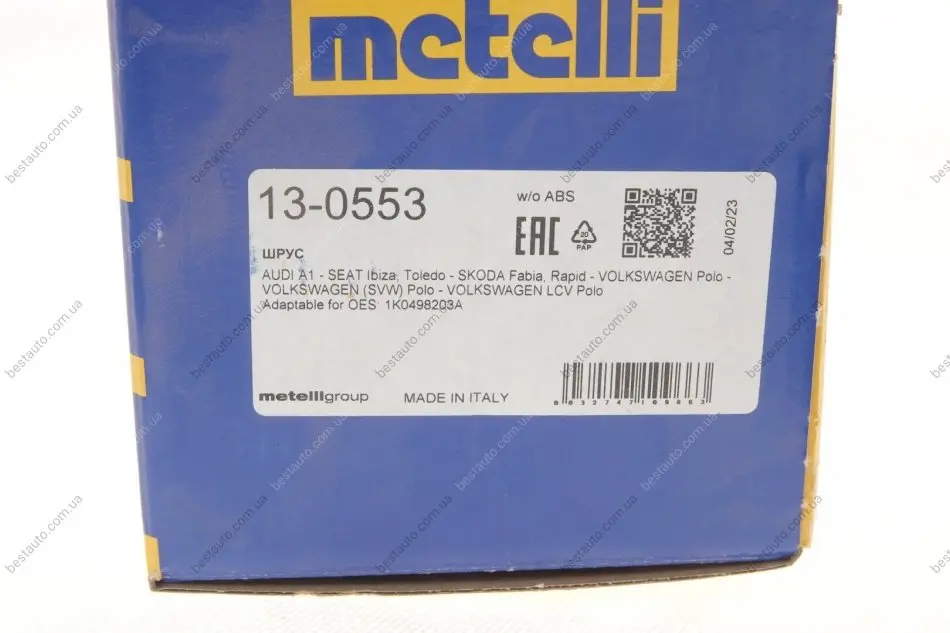 metelli
13-0553
w/o ABS
EAC
20
PAP
04/02/23
ШРУС
AUDI A1 - SEAT Ibiza, Toledo - SKODA Fabia, Rapid - VOLKSWAGEN Polo -
VOLKSWAGEN (SVW) Polo - VOLKSWAGEN LCV Polo
Adaptable for OES: 1K0498203A
metelligroup
MADE IN ITALY
8032747109863
bestauto.com.ua